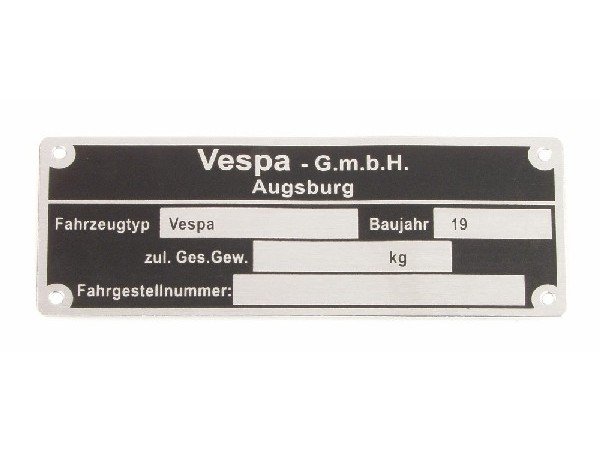 Vespa - G.m.b.H.
Augsburg
Fahrzeugtyp Vespa Baujahr 19
zul. Ges.Gew. kg
Fahrgestellnummer: